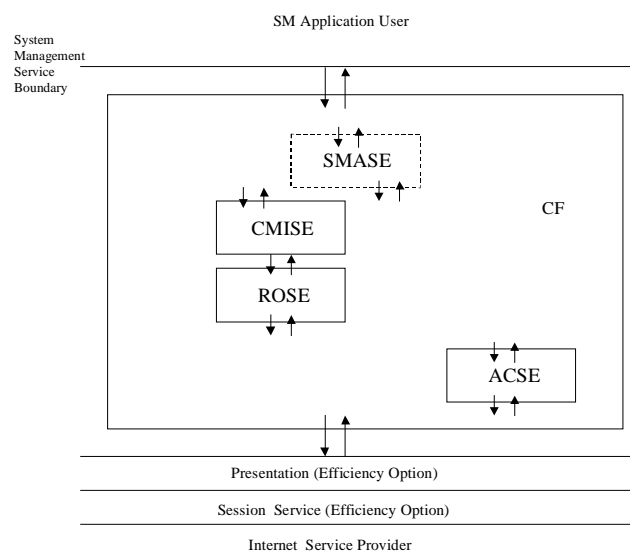 SM Application User
System
Management
Service
Boundary
SMASE
CF
CMISE
ROSE
ACSE
Presentation (Efficiency Option)
Session Service (Efficiency Option)
Internet Service Provider